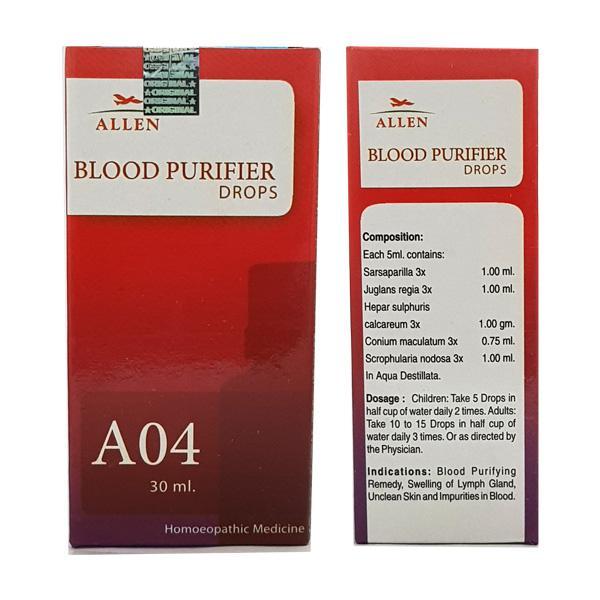 ORIGINAL
★ORIGINAL★
ORIGINAL
★ORIGINAL★
ALLEN
BLOOD PURIFIER
DROPS
A04
30 ml.
Homoeopathic Medicine
ALLEN
BLOOD PURIFIER
DROPS
Composition:
Each 5ml. contains:
Sarsaparilla 3x 1.00 ml.
Juglans regia 3x 1.00 ml.
Hepar sulphuris
calcareum 3x 1.00 gm.
Conium maculatum 3x 0.75 ml.
Scrophularia nodosa 3x 1.00 ml.
In Aqua Destillata.
Dosage : Children: Take 5 Drops in
half cup of water daily 2 times. Adults:
Take 10 to 15 Drops in half cup of
water daily 3 times. Or as directed by
the Physician.
Indications: Blood Purifying
Remedy, Swelling of Lymph Gland,
Unclean Skin and Impurities in Blood.